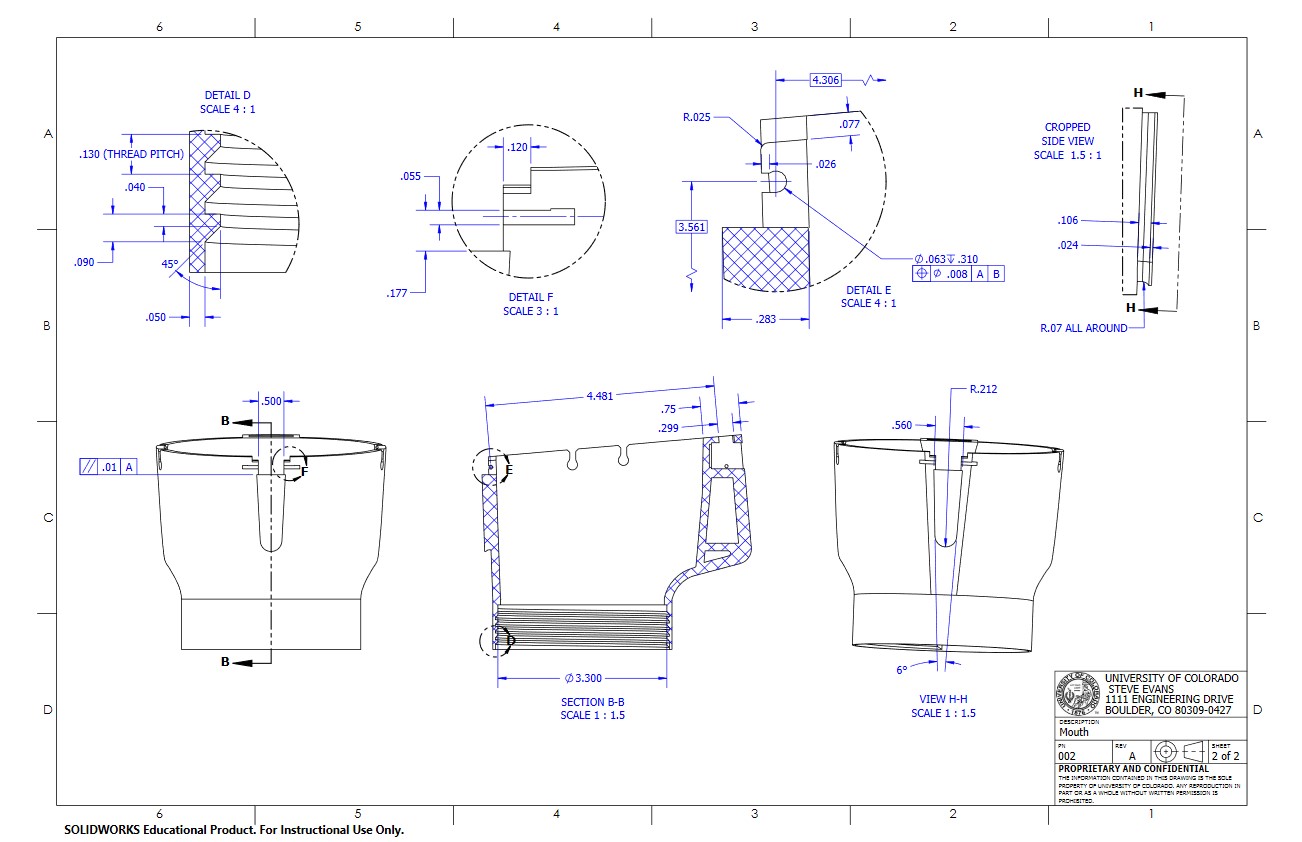 6 5 4 3 2 1
A
B
C
D
A
B
C
D
DETAIL D
SCALE 4 : 1
.130 (THREAD PITCH)
.040
.090
45°
.050
.120
.055
.177
DETAIL F
SCALE 3 : 1
4.306
R.025
.077
.026
3.561
⌀.063↧.310
⌖ ⌀ .008 A B
DETAIL E
SCALE 4 : 1
.283
H
CROPPED
SIDE VIEW
SCALE 1.5 : 1
.106
.024
H
R.07 ALL AROUND
.500
B
// .01 A
F
B
4.481
.75
.299
E
D
⌀3.300
SECTION B-B
SCALE 1 : 1.5
R.212
.560
6°
VIEW H-H
SCALE 1 : 1.5
UNIVERSITY OF COLORADO
1876
UNIVERSITY OF COLORADO
STEVE EVANS
1111 ENGINEERING DRIVE
BOULDER, CO 80309-0427
DESCRIPTION
Mouth
PN
002
REV
A
SHEET
2 of 2
PROPRIETARY AND CONFIDENTIAL
THE INFORMATION CONTAINED IN THIS DRAWING IS THE SOLE
PROPERTY OF UNIVERSITY OF COLORADO. ANY REPRODUCTION IN
PART OR AS A WHOLE WITHOUT WRITTEN PERMISSION IS
PROHIBITED.
6 5 4 3 2 1
SOLIDWORKS Educational Product. For Instructional Use Only.